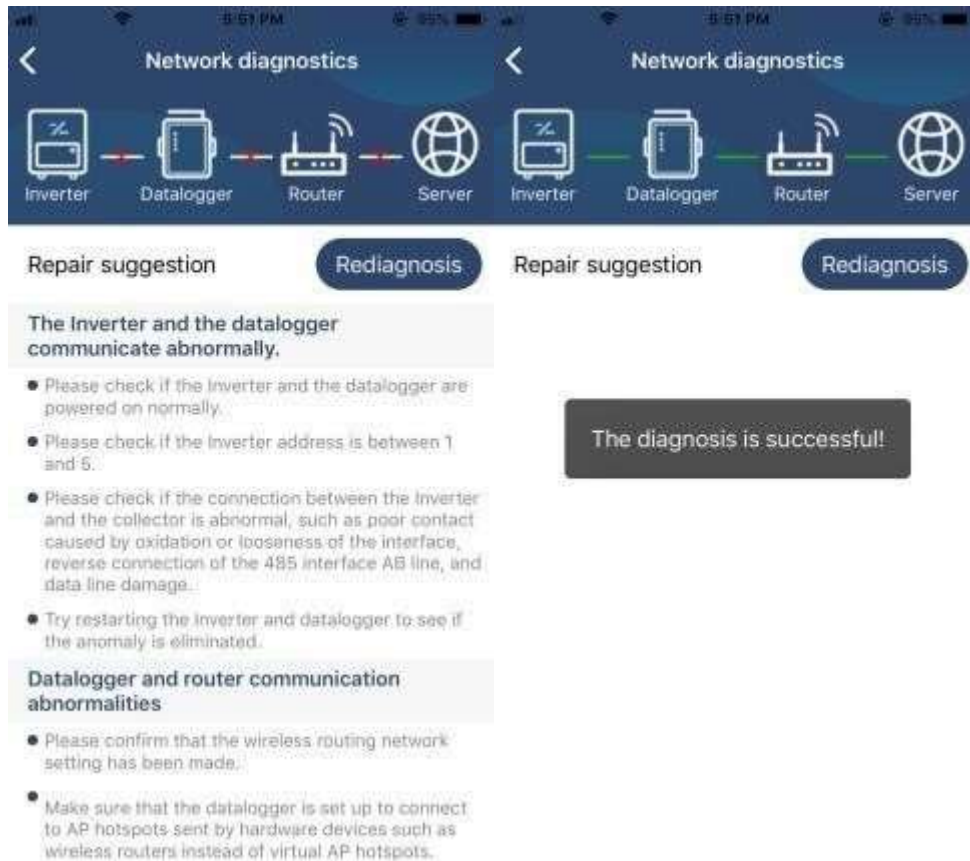 5:51 PM
95%
Network diagnostics
Inverter
Datalogger
Router
Server
Repair suggestion
Rediagnosis
The Inverter and the datalogger
communicate abnormally.
Please check if the Inverter and the datalogger are
powered on normally.
Please check if the Inverter address is between 1
and 5.
Please check if the connection between the Inverter
and the collector is abnormal, such as poor contact
caused by oxidation or looseness of the interface,
reverse connection of the 485 interface AB line, and
data line damage.
Try restarting the Inverter and datalogger to see if
the anomaly is eliminated.
Datalogger and router communication
abnormalities
Please confirm that the wireless routing network
setting has been made.
Make sure that the datalogger is set up to connect
to AP hotspots sent by hardware devices such as
wireless routers instead of virtual AP hotspots.
5:51 PM
95%
Network diagnostics
Inverter
Datalogger
Router
Server
Repair suggestion
Rediagnosis
The diagnosis is successful!